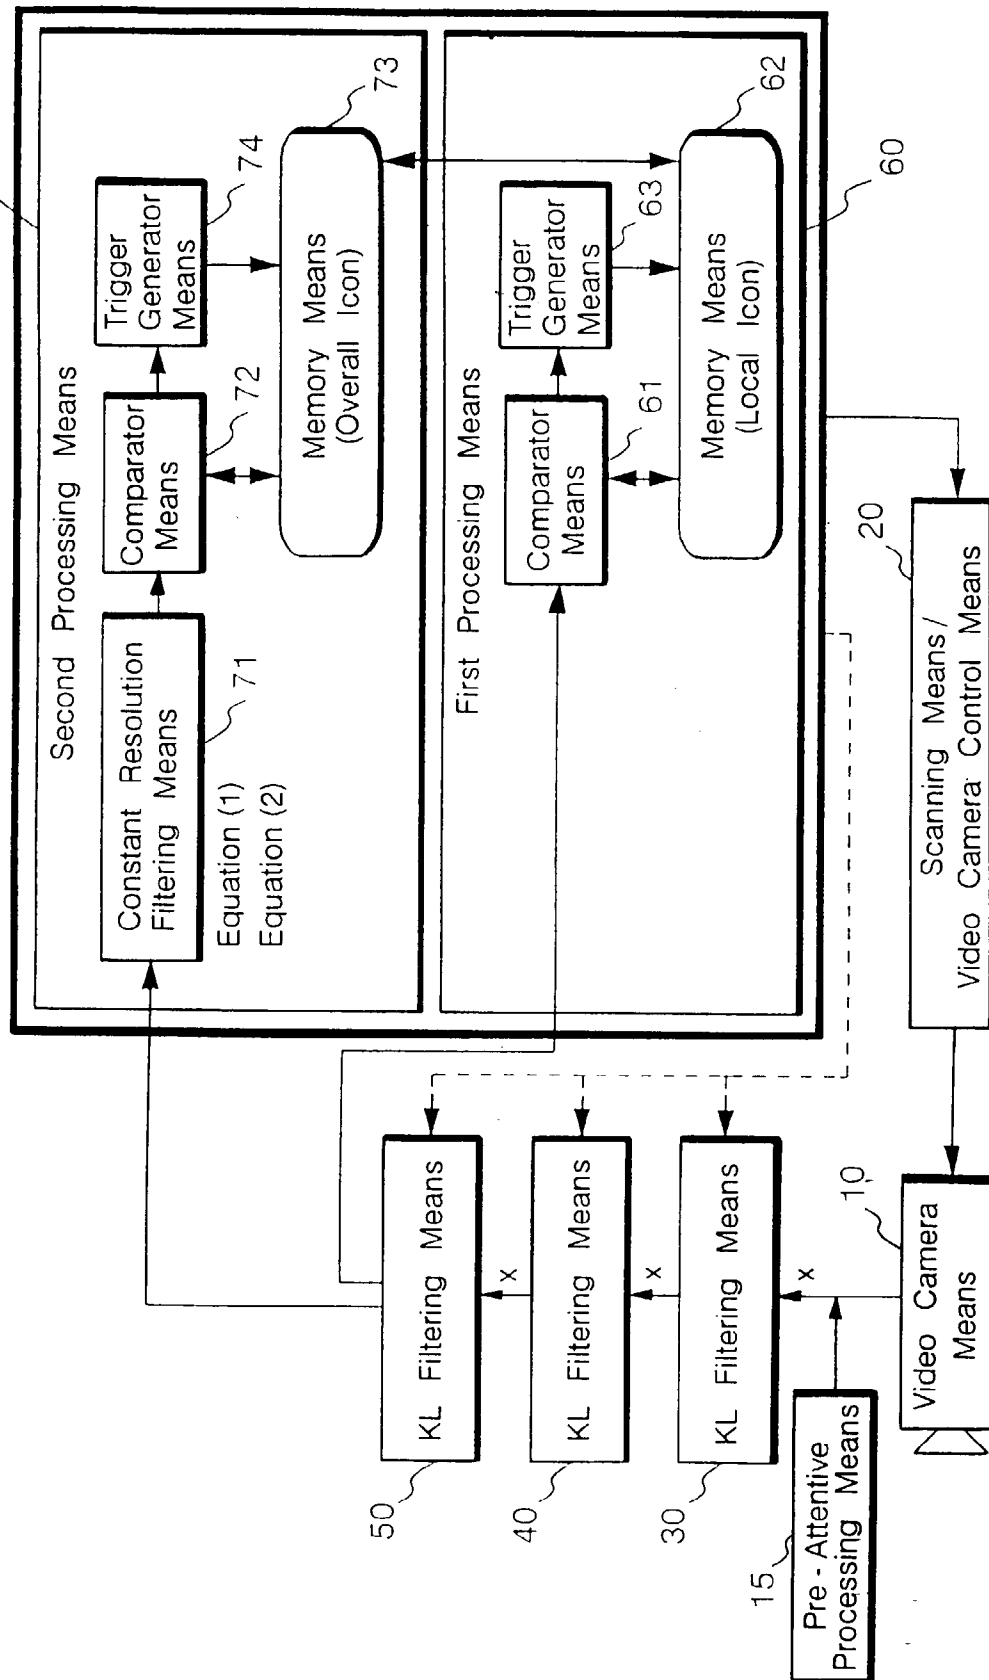 Second Processing Means
Constant Resolution
Filtering Means
71
Equation (1)
Equation (2)
Comparator
Means
72
Trigger
Generator
Means
74
Memory Means
(Overall Icon)
73
First Processing Means
Comparator
Means
61
Trigger
Generator
Means
63
Memory Means
(Local Icon)
62
60
50
KL Filtering Means
x
40
KL Filtering Means
x
30
KL Filtering Means
x
15
Pre - Attentive
Processing Means
10
Video Camera
Means
20
Scanning Means/
Video Camera Control Means